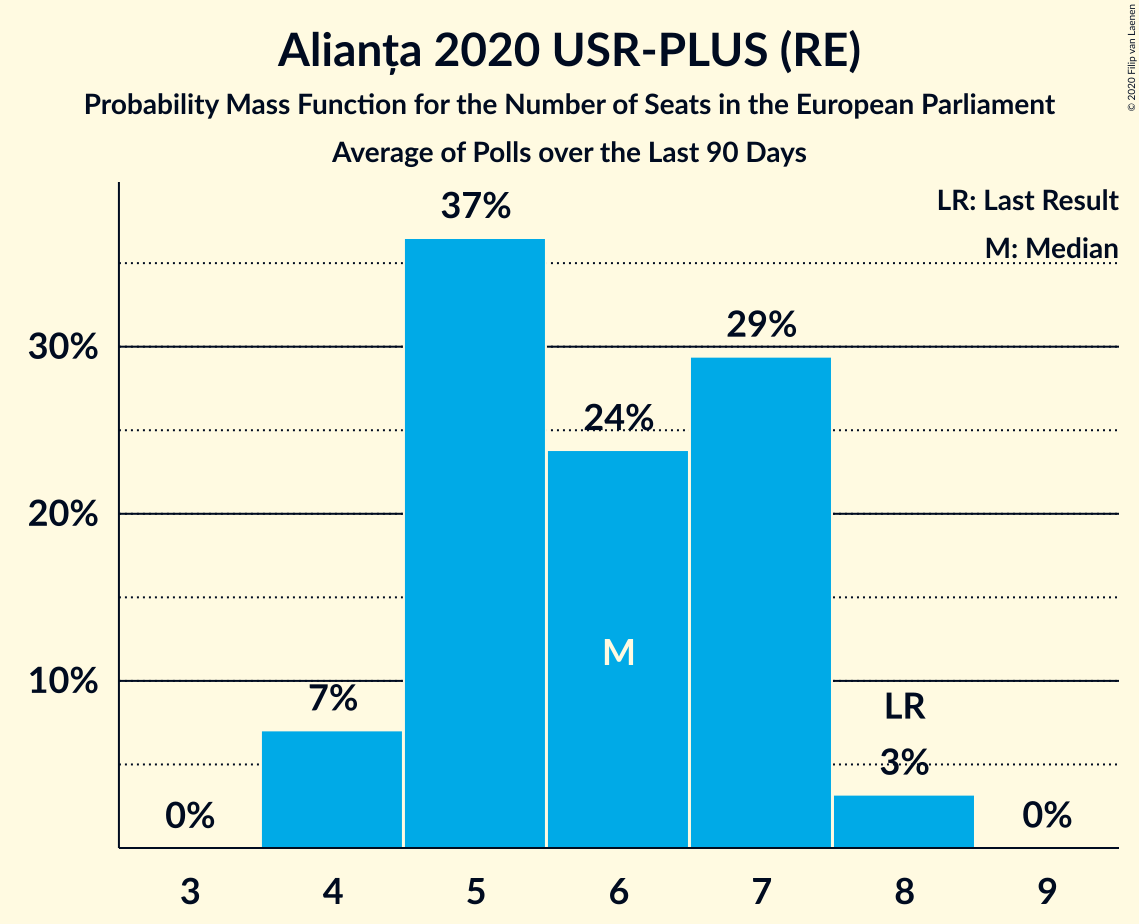 Alianța 2020 USR-PLUS (RE)
Probability Mass Function for the Number of Seats in the European Parliament
Average of Polls over the Last 90 Days
© 2020 Filip van Laenen
LR: Last Result
M: Median
37%
29%
30%
24%
20%
M
10%
7%
LR
3%
0%
0%
3 4 5 6 7 8 9